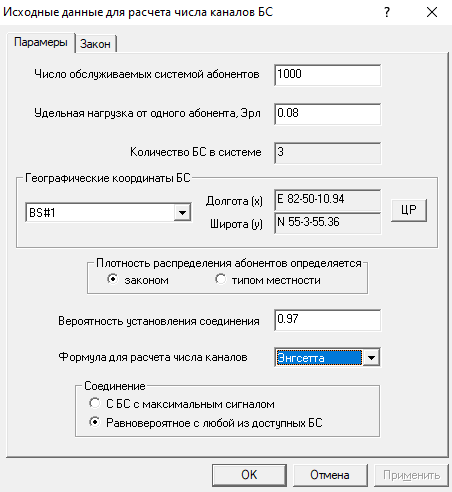 Исходные данные для расчета числа каналов БС
Парамеры Закон
Число обслуживаемых системой абонентов 1000
Удельная нагрузка от одного абонента, Эрл 0.08
Количество БС в системе 3
Географические координаты БС
Долгота (x) E 82-50-10.94
BS#1 ЦР
Широта (y) N 55-3-55.36
Плотность распределения абонентов определяется
законом типом местности
Вероятность установления соединения 0.97
Формула для расчета числа каналов Энгсетта
Соединение
С БС с максимальным сигналом
Равновероятное с любой из доступных БС
OK Отмена Применить